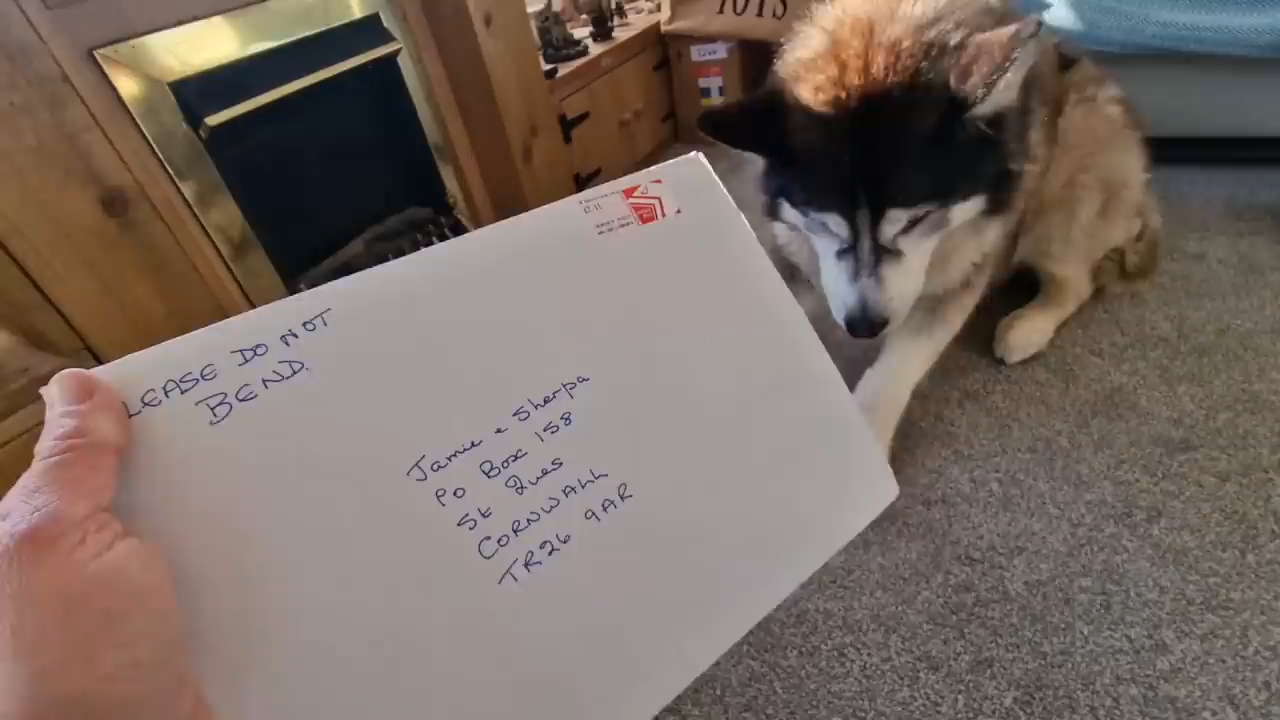 TOYS
LEASE DO NOT
BEND.
Jamie & Sherpa
PO Box 158
St Ives
CORNWALL
TR26 9AR